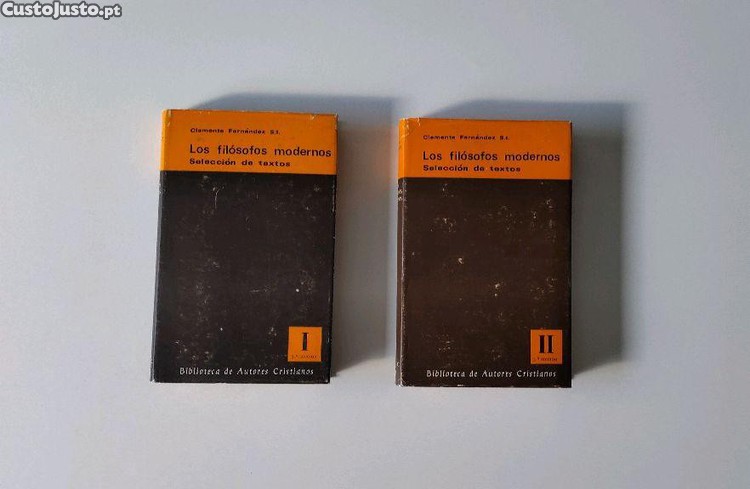 CustoJusto.pt
Clemente Fernández S.I.
Los filósofos modernos
Selección de textos
I
Biblioteca de Autores Cristianos
Clemente Fernández S.I.
Los filósofos modernos
Selección de textos
II
Biblioteca de Autores Cristianos